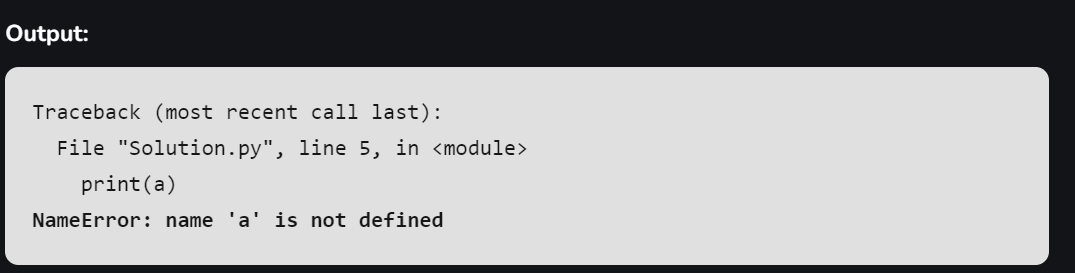 Output:
Traceback (most recent call last):
  File "Solution.py", line 5, in <module>
    print(a)
NameError: name 'a' is not defined